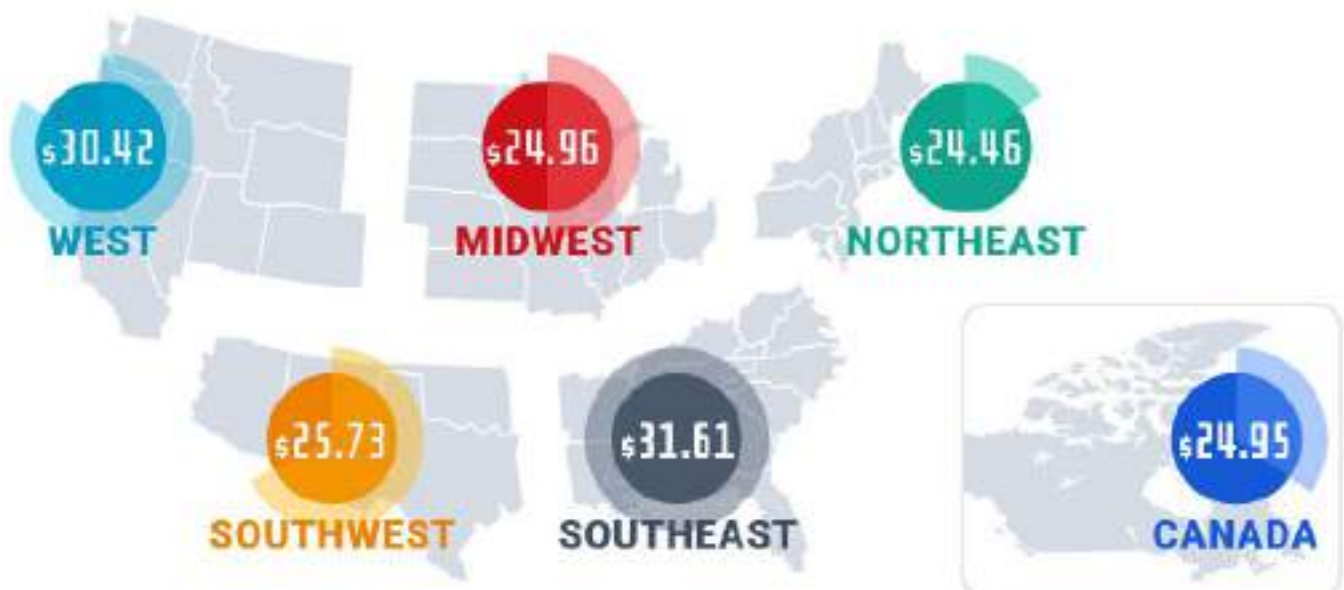 $30.42
WEST
$24.96
MIDWEST
$24.46
NORTHEAST
$25.73
SOUTHWEST
$31.61
SOUTHEAST
$24.95
CANADA